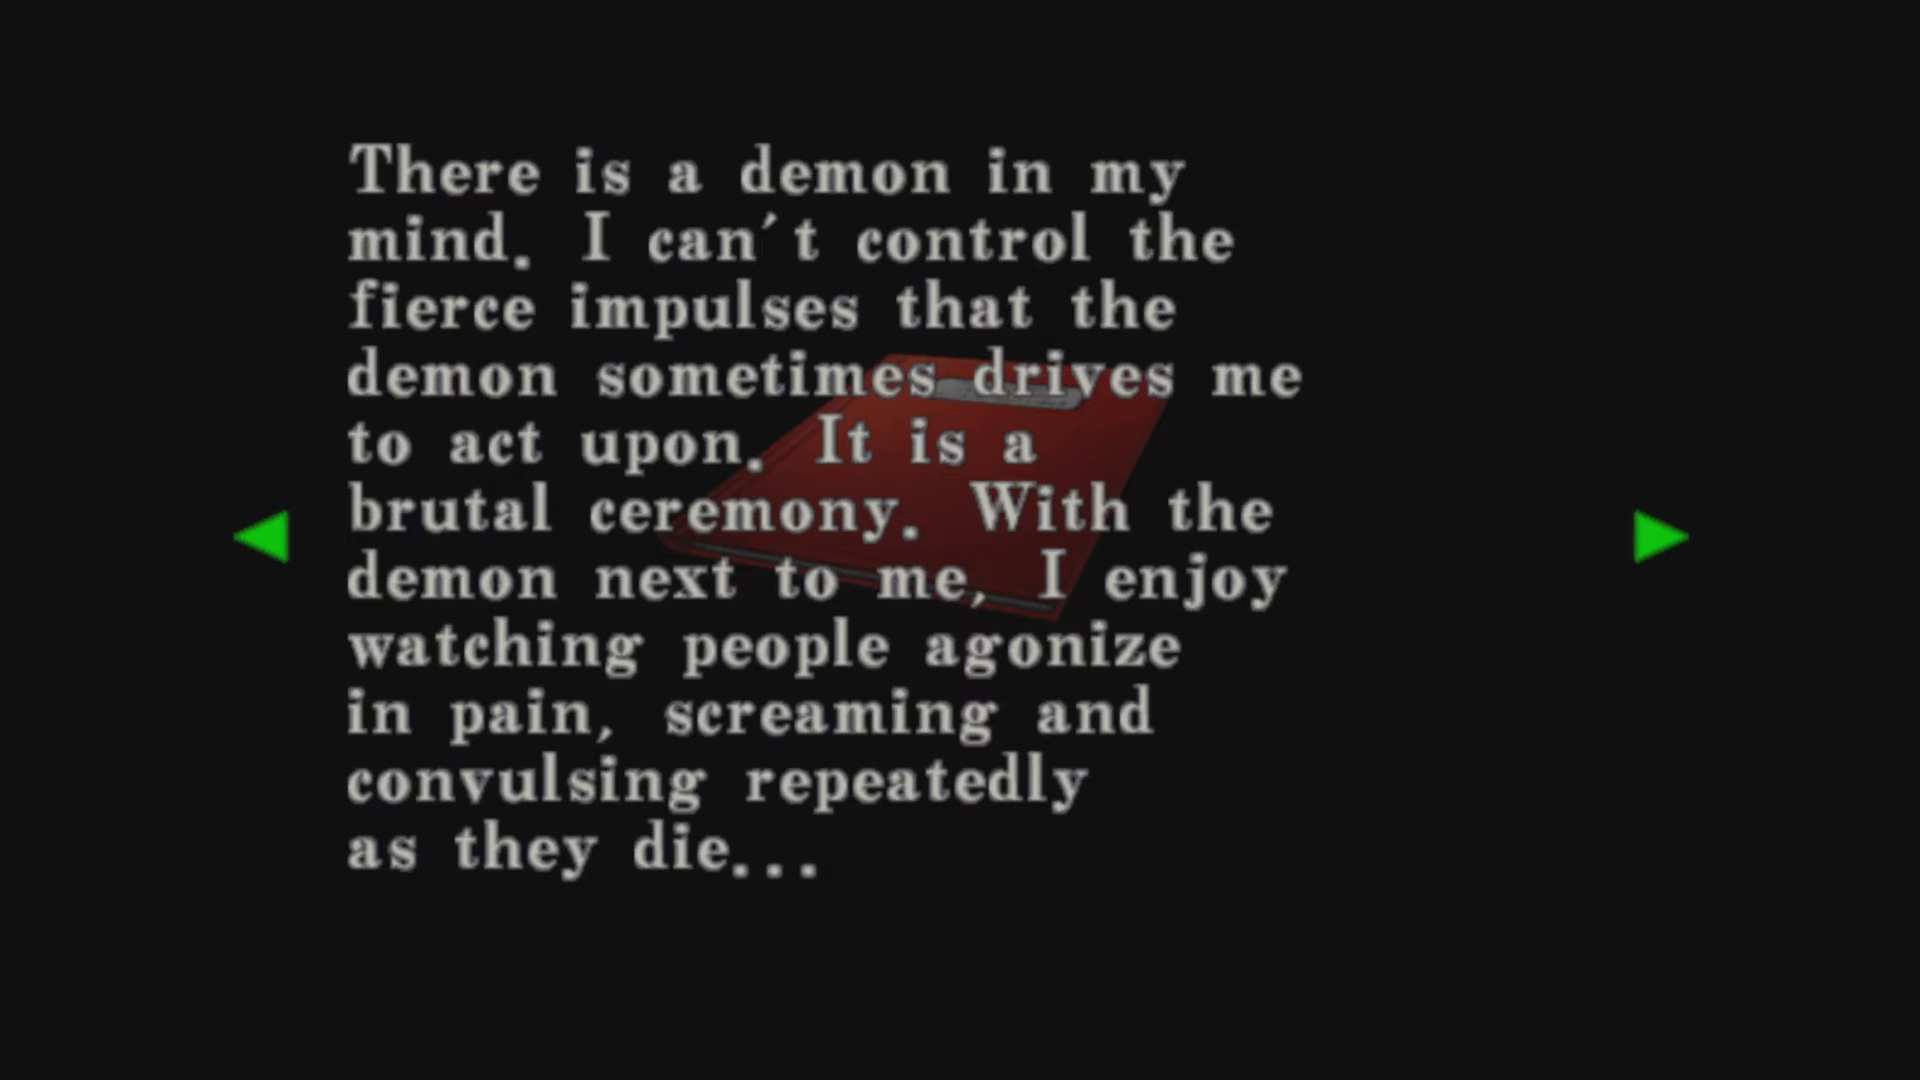 There is a demon in my
mind. I can't control the
fierce impulses that the
demon sometimes drives me
to act upon. It is a
brutal ceremony. With the
demon next to me, I enjoy
watching people agonize
in pain, screaming and
convulsing repeatedly
as they die...